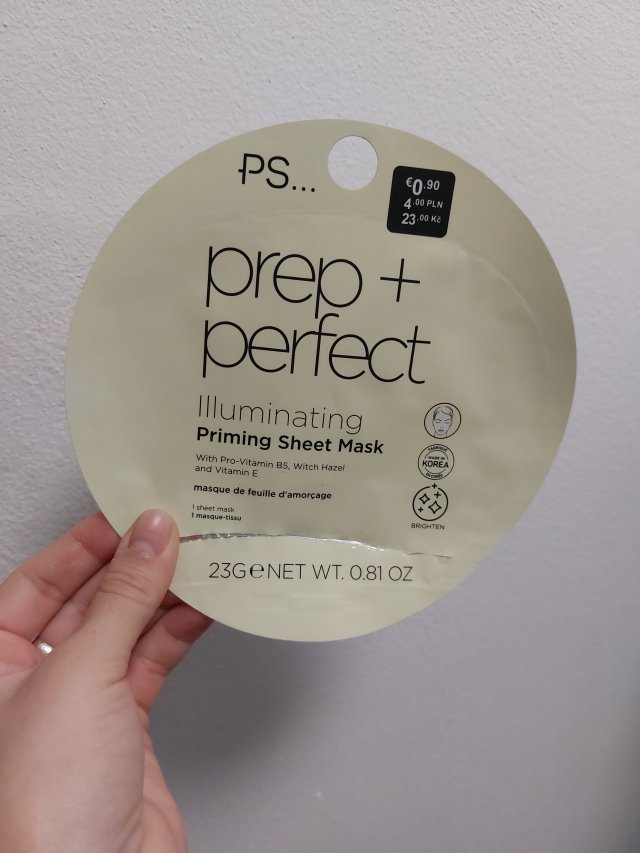 PS...
€0.90
4.00 PLN
23.00 Kč
prep +
perfect
Illuminating
Priming Sheet Mask
With Pro-Vitamin B5, Witch Hazel
and Vitamin E
masque de feuille d'amorçage
1 sheet mask
1 masque-tissu
MADE IN
KOREA
BRIGHTEN
23G℮NET WT. 0.81 OZ